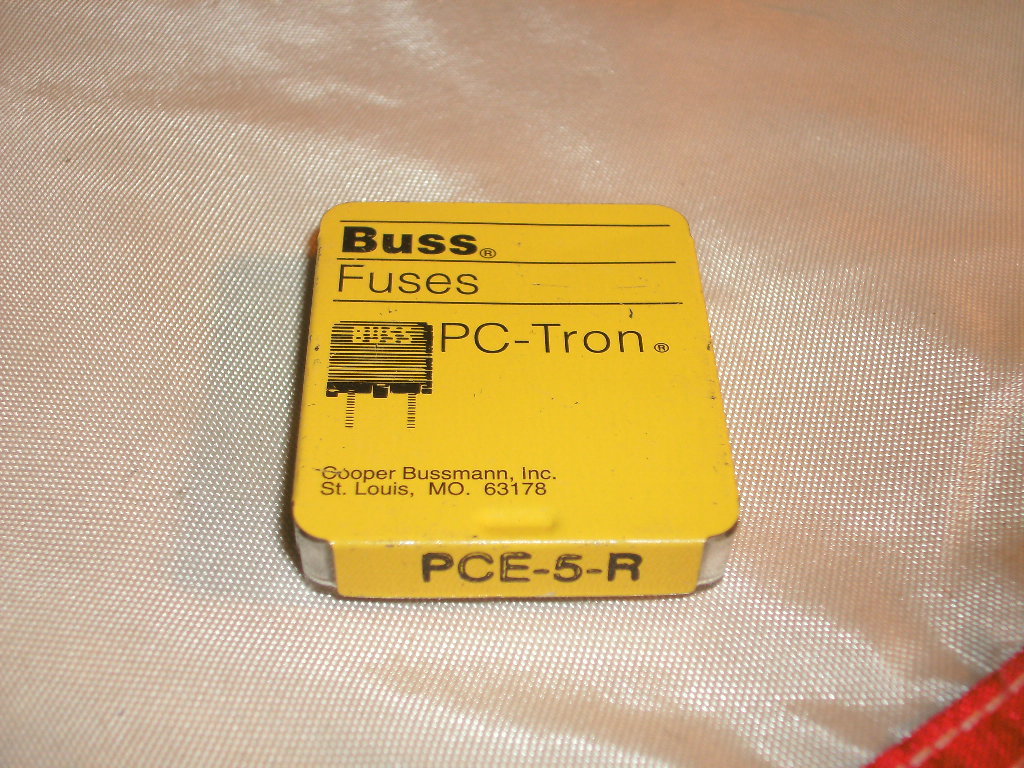 Buss®
Fuses
BUSS
PC-Tron®
Cooper Bussmann, Inc.
St. Louis, MO. 63178
PCE-5-R